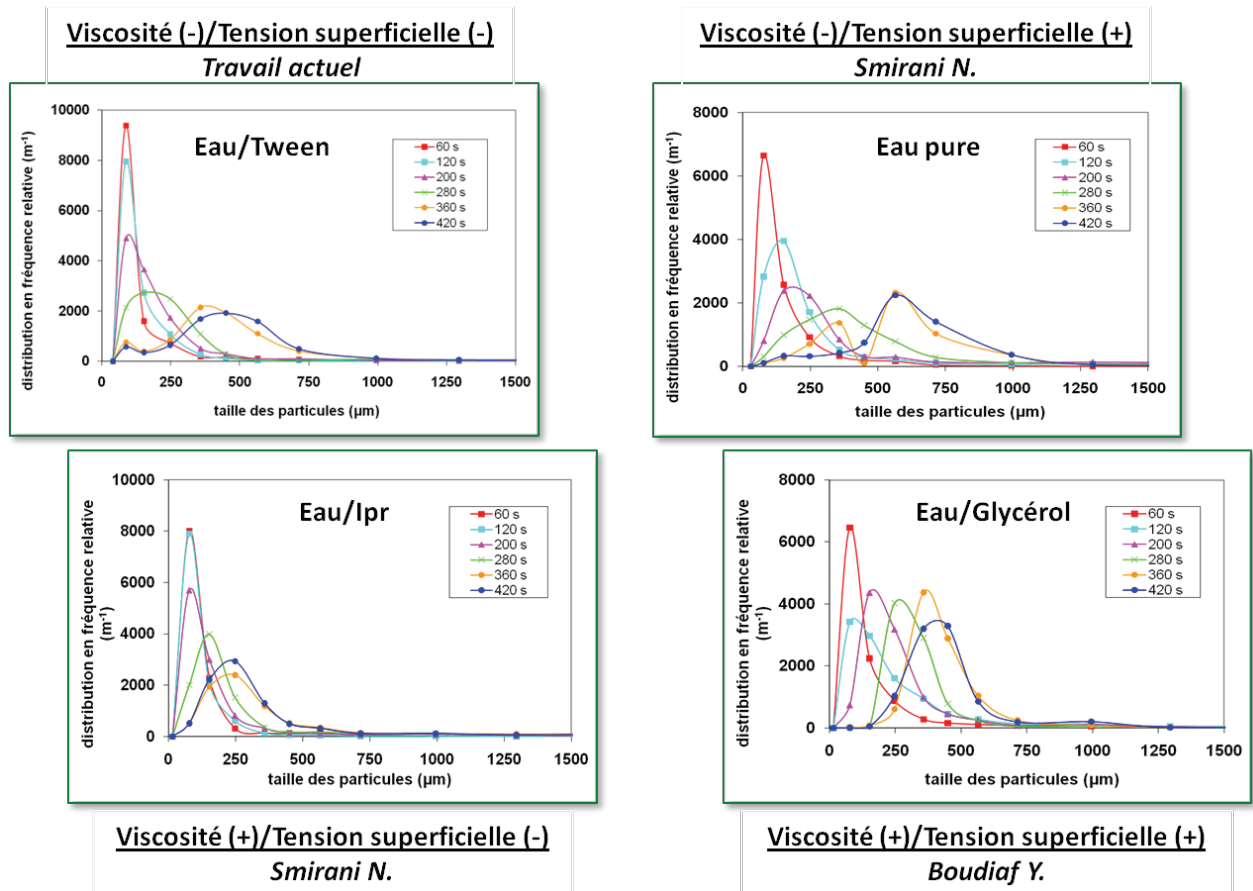 Viscosité (-)/Tension superficielle (-)
Travail actuel
distribution en fréquence relative (m⁻¹)
10000
8000
6000
4000
2000
0
Eau/Tween
60 s
120 s
200 s
280 s
360 s
420 s
0 250 500 750 1000 1250 1500
taille des particules (µm)
Viscosité (-)/Tension superficielle (+)
Smirani N.
distribution en fréquence relative (m⁻¹)
8000
6000
4000
2000
0
Eau pure
60 s
120 s
200 s
280 s
360 s
420 s
0 250 500 750 1000 1250 1500
taille des particules (µm)
distribution en fréquence relative
(m⁻¹)
10000
8000
6000
4000
2000
0
Eau/Ipr
60 s
120 s
200 s
280 s
360 s
420 s
0 250 500 750 1000 1250 1500
taille des particules (µm)
Viscosité (+)/Tension superficielle (-)
Smirani N.
distribution en fréquence relative
(m⁻¹)
8000
6000
4000
2000
0
Eau/Glycérol
60 s
120 s
200 s
280 s
360 s
420 s
0 250 500 750 1000 1250 1500
taille des particules (µm)
Viscosité (+)/Tension superficielle (+)
Boudiaf Y.